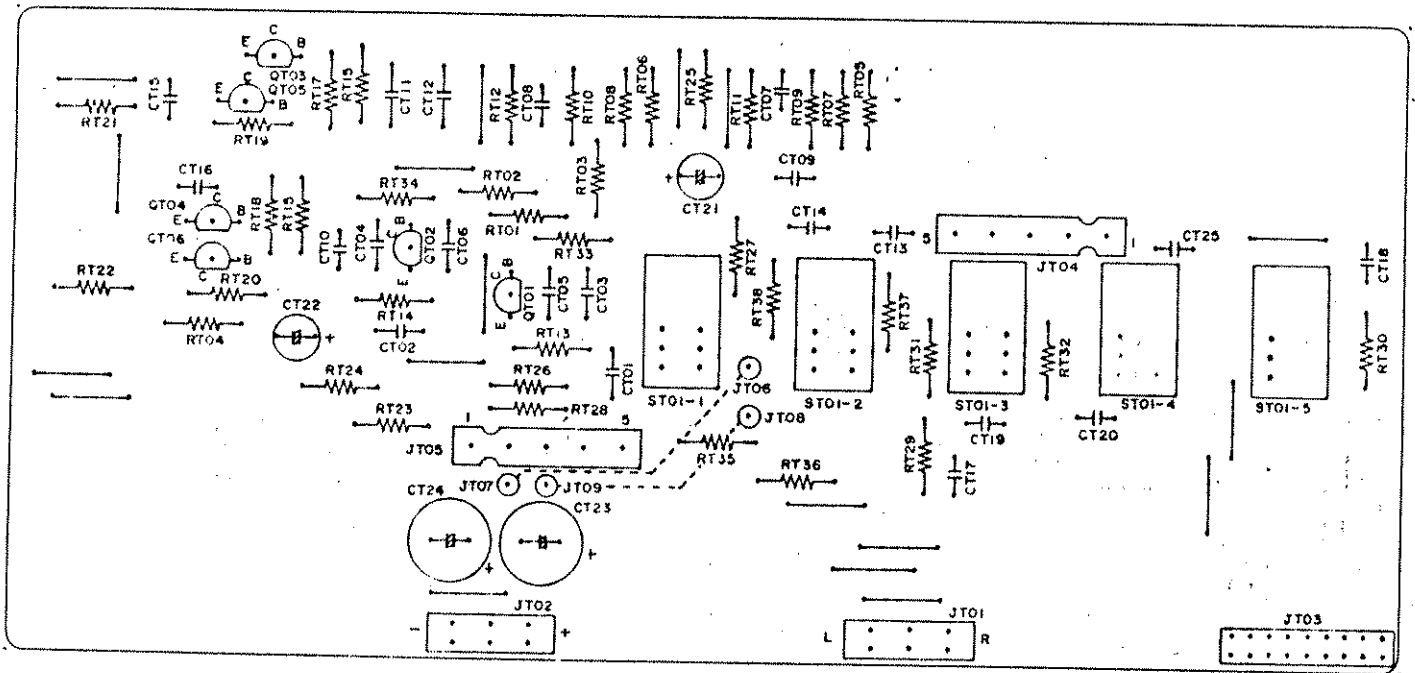 C
E
B
QT03
C
QT05
E
B
RT19
RT21
CT15
RT17
RT15
CT11
CT12
RT12
CT08
RT10
RT08
RT06
RT25
RT11
CT07
RT09
RT07
RT05
CT16
QT04
C
E
B
QT06
E
B
C
RT18
RT15
RT20
RT22
RT04
CT22
+
CT10
CT04
RT34
B
C
E
QT02
CT06
RT14
CT02
RT02
RT01
RT03
RT33
C
B
E
QT01
CT05
CT03
RT13
RT26
RT28
CT01
RT24
RT23
+
CT21
CT09
CT14
CT13
RT27
RT38
RT37
5
1
JT04
CT25
CT18
RT31
RT32
RT30
ST01-1
ST01-2
ST01-3
ST01-4
ST01-5
JT06
JT08
CT19
CT20
1
5
JT05
RT35
RT36
RT29
CT17
JT07
JT09
CT24
CT23
+
+
JT02
-
+
JT01
L
R
JT03